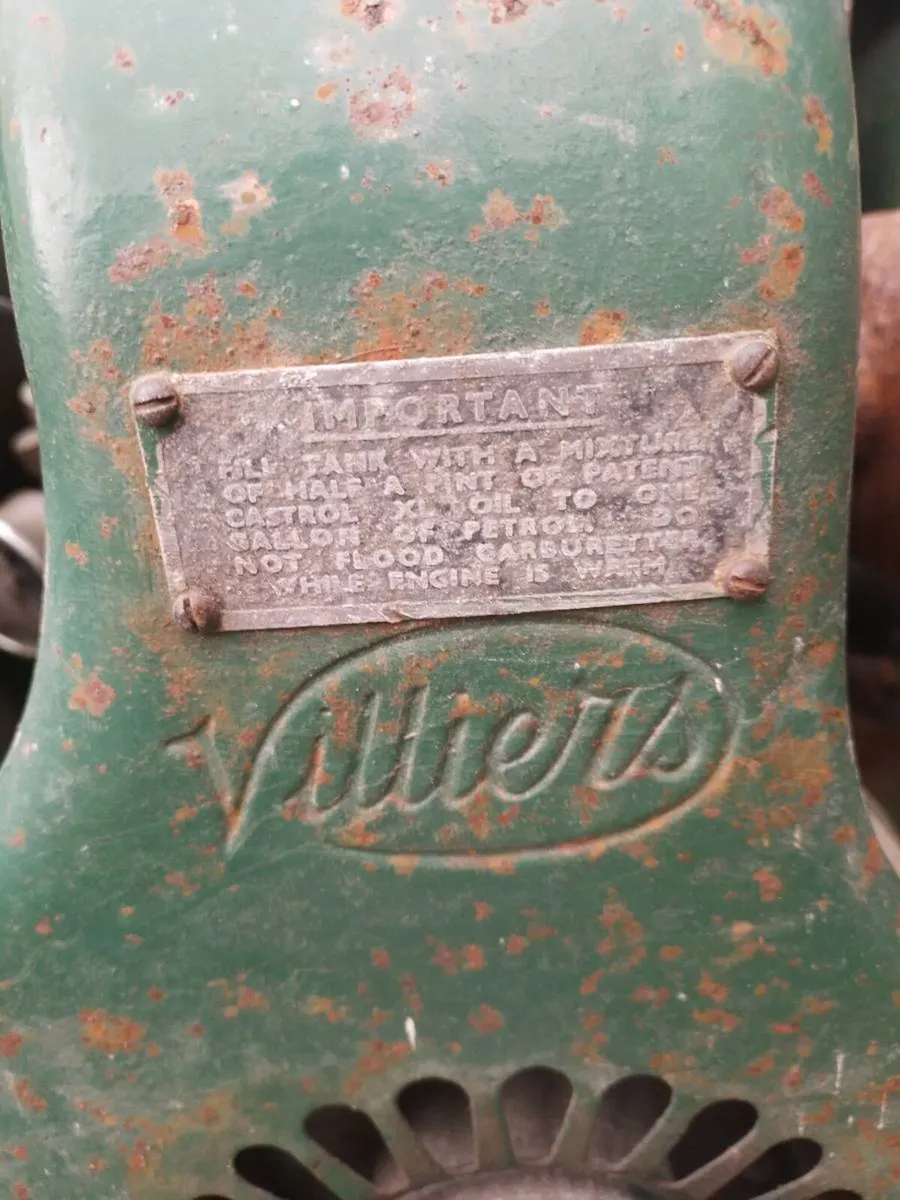 IMPORTANT
FILL TANK WITH A MIXTURE
OF HALF A PINT OF PATENT
CASTROL XL OIL TO ONE
GALLON OF PETROL. DO
NOT FLOOD CARBURETTER
WHILE ENGINE IS WARM.
Villiers